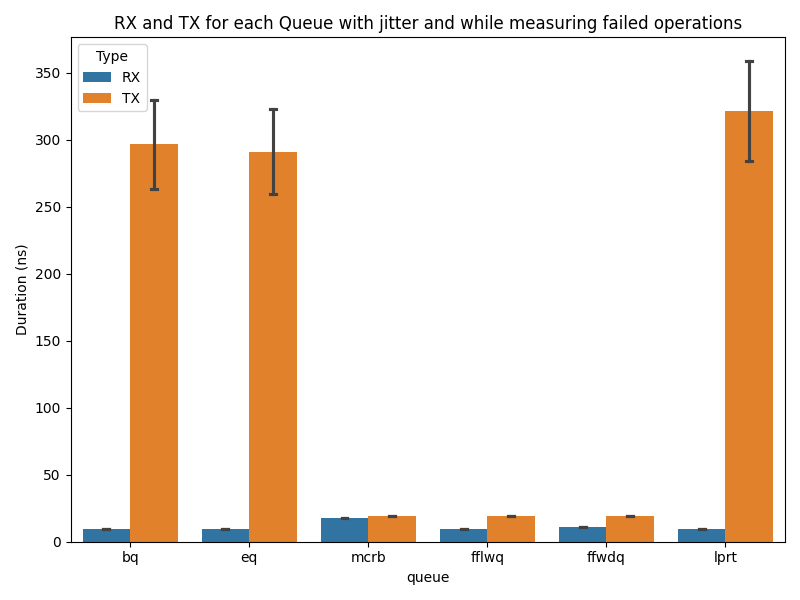 RX and TX for each Queue with jitter and while measuring failed operations
Type
RX
TX
350
300
250
200
150
100
50
0
Duration (ns)
bq eq mcrb fflwq ffwdq lprt
queue